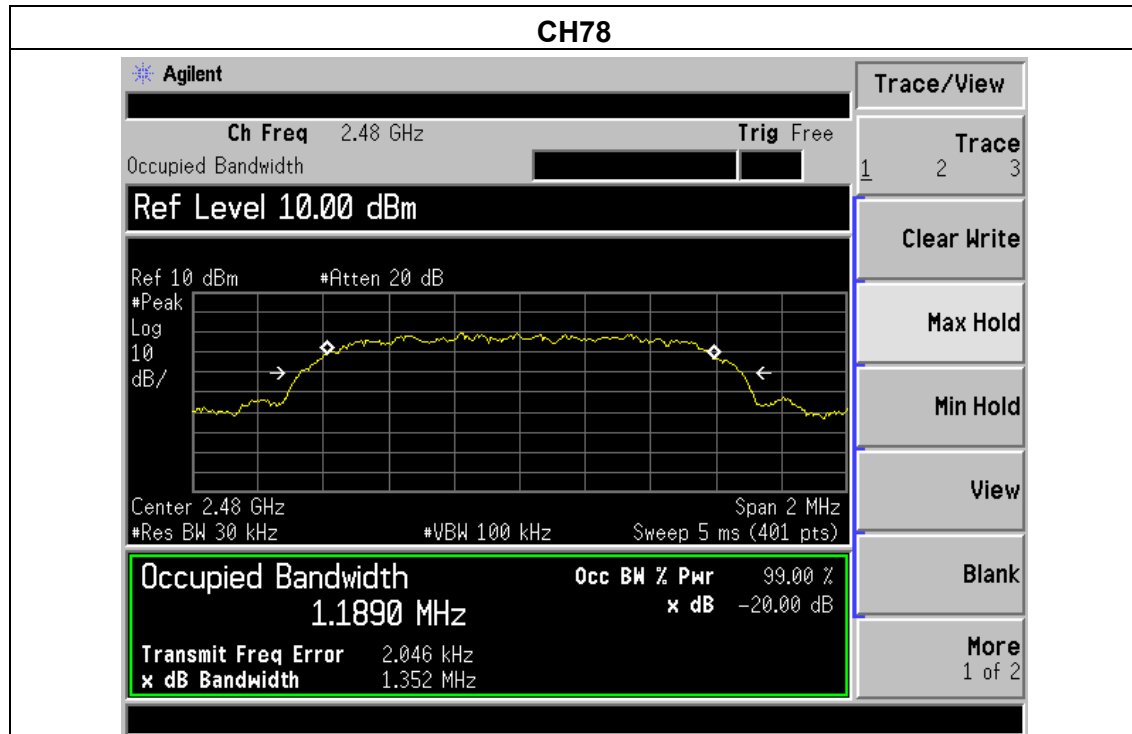 CH78
Agilent
Ch Freq 2.48 GHz Trig Free
Occupied Bandwidth
Ref Level 10.00 dBm
Ref 10 dBm #Atten 20 dB
#Peak
Log
10
dB/
Center 2.48 GHz Span 2 MHz
#Res BW 30 kHz #VBW 100 kHz Sweep 5 ms (401 pts)
Occupied Bandwidth
1.1890 MHz
Occ BW % Pwr 99.00 %
x dB -20.00 dB
Transmit Freq Error 2.046 kHz
x dB Bandwidth 1.352 MHz
Trace/View
Trace
1 2 3
Clear Write
Max Hold
Min Hold
View
Blank
More
1 of 2